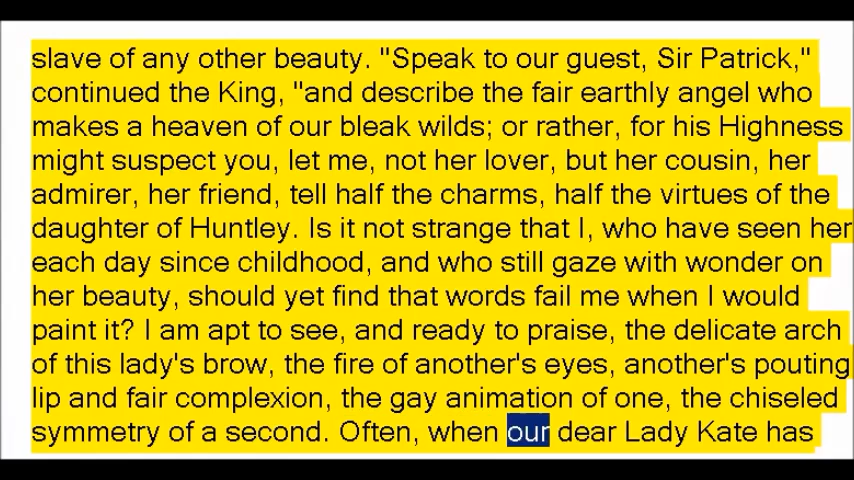 slave of any other beauty. "Speak to our guest, Sir Patrick,"
continued the King, "and describe the fair earthly angel who
makes a heaven of our bleak wilds; or rather, for his Highness
might suspect you, let me, not her lover, but her cousin, her
admirer, her friend, tell half the charms, half the virtues of the
daughter of Huntley. Is it not strange that I, who have seen her
each day since childhood, and who still gaze with wonder on
her beauty, should yet find that words fail me when I would
paint it? I am apt to see, and ready to praise, the delicate arch
of this lady's brow, the fire of another's eyes, another's pouting
lip and fair complexion, the gay animation of one, the chiseled
symmetry of a second. Often, when our dear Lady Kate has